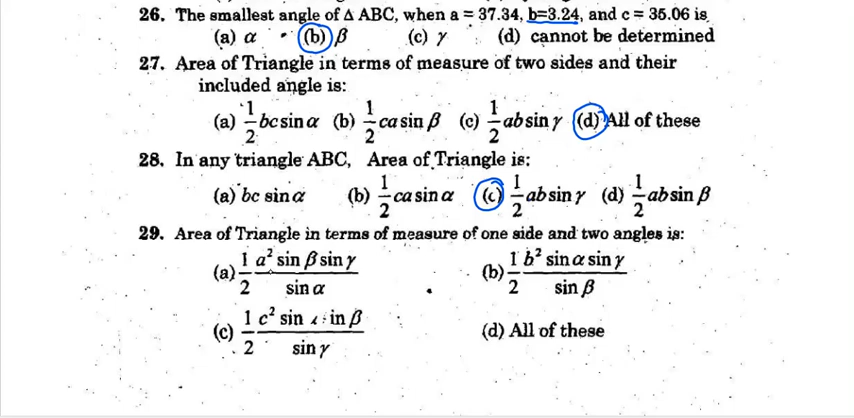 26. The smallest angle of Δ ABC, when a = 37.34, b=3.24, and c = 35.06 is
(a) α (b) β (c) γ (d) cannot be determined
27. Area of Triangle in terms of measure of two sides and their
included angle is:
(a) 1/2 bc sin α (b) 1/2 ca sin β (c) 1/2 ab sin γ (d) All of these
28. In any triangle ABC, Area of Triangle is:
(a) bc sin α (b) 1/2 ca sin α (c) 1/2 ab sin γ (d) 1/2 ab sin β
29. Area of Triangle in terms of measure of one side and two angles is:
(a) 1/2 a² sin β sin γ / sin α (b) 1/2 b² sin α sin γ / sin β
(c) 1/2 c² sin in β / sin γ (d) All of these